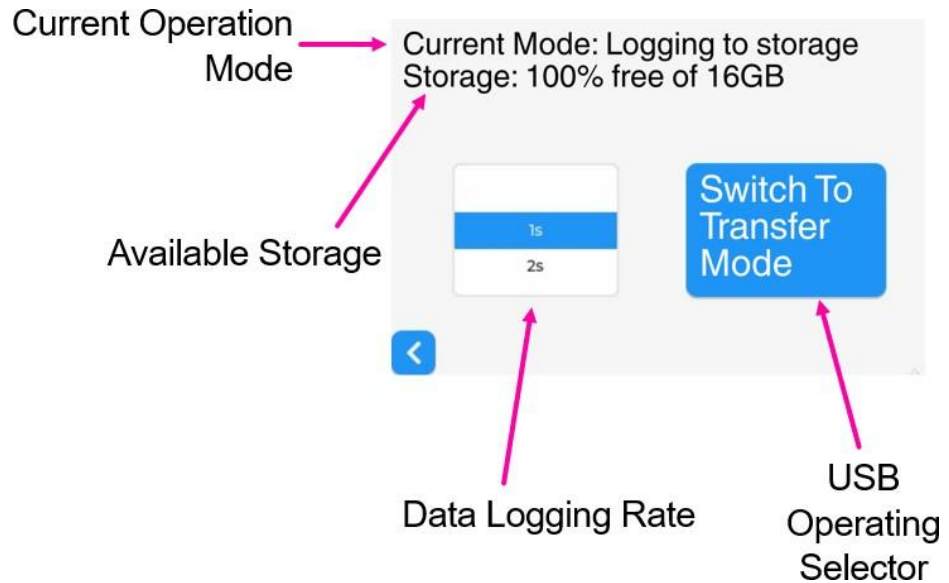 Current Operation
Mode
Current Mode: Logging to storage
Storage: 100% free of 16GB
Available Storage
1s
2s
Switch To
Transfer
Mode
Data Logging Rate
USB
Operating
Selector